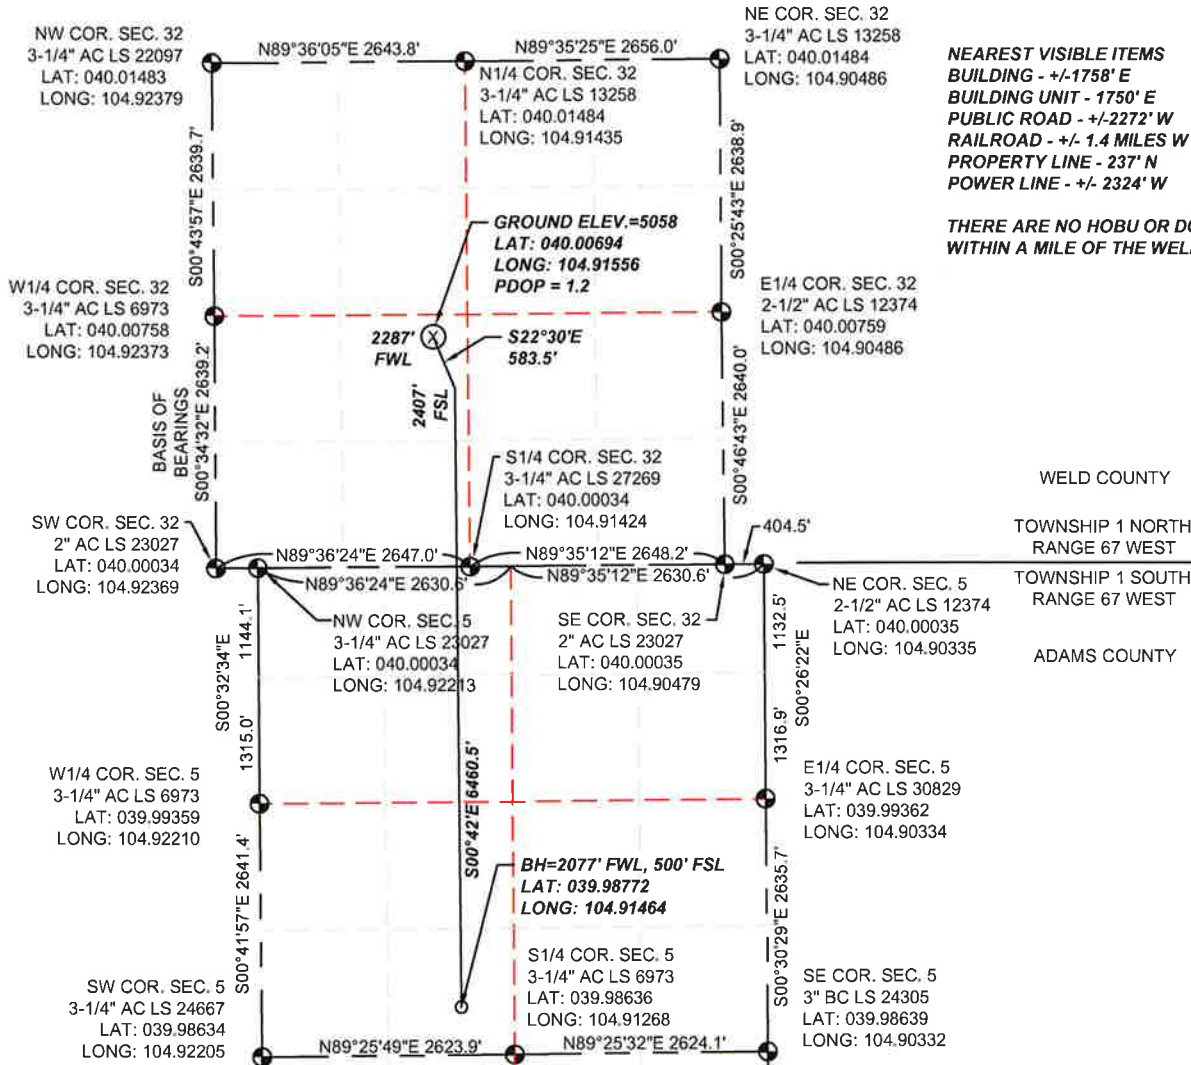 NW COR. SEC. 32
3-1/4" AC LS 22097
LAT: 040.01483
LONG: 104.92379
N89°36'05"E 2643.8'
N89°35'25"E 2656.0'
NE COR. SEC. 32
3-1/4" AC LS 13258
LAT: 040.01484
LONG: 104.90486
N1/4 COR. SEC. 32
3-1/4" AC LS 13258
LAT: 040.01484
LONG: 104.91435
NEAREST VISIBLE ITEMS
BUILDING - +/-1758' E
BUILDING UNIT - 1750' E
PUBLIC ROAD - +/-2272' W
RAILROAD - +/- 1.4 MILES W
PROPERTY LINE - 237' N
POWER LINE - +/- 2324' W
THERE ARE NO HOBU OR DO
WITHIN A MILE OF THE WEL
S00°43'57"E 2639.7'
S00°25'43"E 2638.9'
GROUND ELEV.=5058
LAT: 040.00694
LONG: 104.91556
PDOP = 1.2
W1/4 COR. SEC. 32
3-1/4" AC LS 6973
LAT: 040.00758
LONG: 104.92373
E1/4 COR. SEC. 32
2-1/2" AC LS 12374
LAT: 040.00759
LONG: 104.90486
2287'
FWL
S22°30'E
583.5'
2407'
FSL
BASIS OF
BEARINGS
S00°34'32"E 2639.2'
S00°46'43"E 2640.0'
S1/4 COR. SEC. 32
3-1/4" AC LS 27269
LAT: 040.00034
LONG: 104.91424
WELD COUNTY
SW COR. SEC. 32
2" AC LS 23027
LAT: 040.00034
LONG: 104.92369
404.5'
TOWNSHIP 1 NORTH
RANGE 67 WEST
N89°36'24"E 2647.0'
N89°35'12"E 2648.2'
N89°36'24"E 2630.6'
N89°35'12"E 2630.6'
TOWNSHIP 1 SOUTH
RANGE 67 WEST
NE COR. SEC. 5
2-1/2" AC LS 12374
LAT: 040.00035
LONG: 104.90335
NW COR. SEC. 5
3-1/4" AC LS 23027
LAT: 040.00034
LONG: 104.92213
SE COR. SEC. 32
2" AC LS 23027
LAT: 040.00035
LONG: 104.90479
ADAMS COUNTY
S00°32'34"E
1144.1'
1315.0'
1132.5'
S00°26'22"E
1316.9'
W1/4 COR. SEC. 5
3-1/4" AC LS 6973
LAT: 039.99359
LONG: 104.92210
E1/4 COR. SEC. 5
3-1/4" AC LS 30829
LAT: 039.99362
LONG: 104.90334
S00°42'E 6460.5'
S00°41'57"E 2641.4'
S00°30'29"E 2635.7'
BH=2077' FWL, 500' FSL
LAT: 039.98772
LONG: 104.91464
SW COR. SEC. 5
3-1/4" AC LS 24667
LAT: 039.98634
LONG: 104.92205
S1/4 COR. SEC. 5
3-1/4" AC LS 6973
LAT: 039.98636
LONG: 104.91268
SE COR. SEC. 5
3" BC LS 24305
LAT: 039.98639
LONG: 104.90332
N89°25'49"E 2623.9'
N89°25'32"E 2624.1'